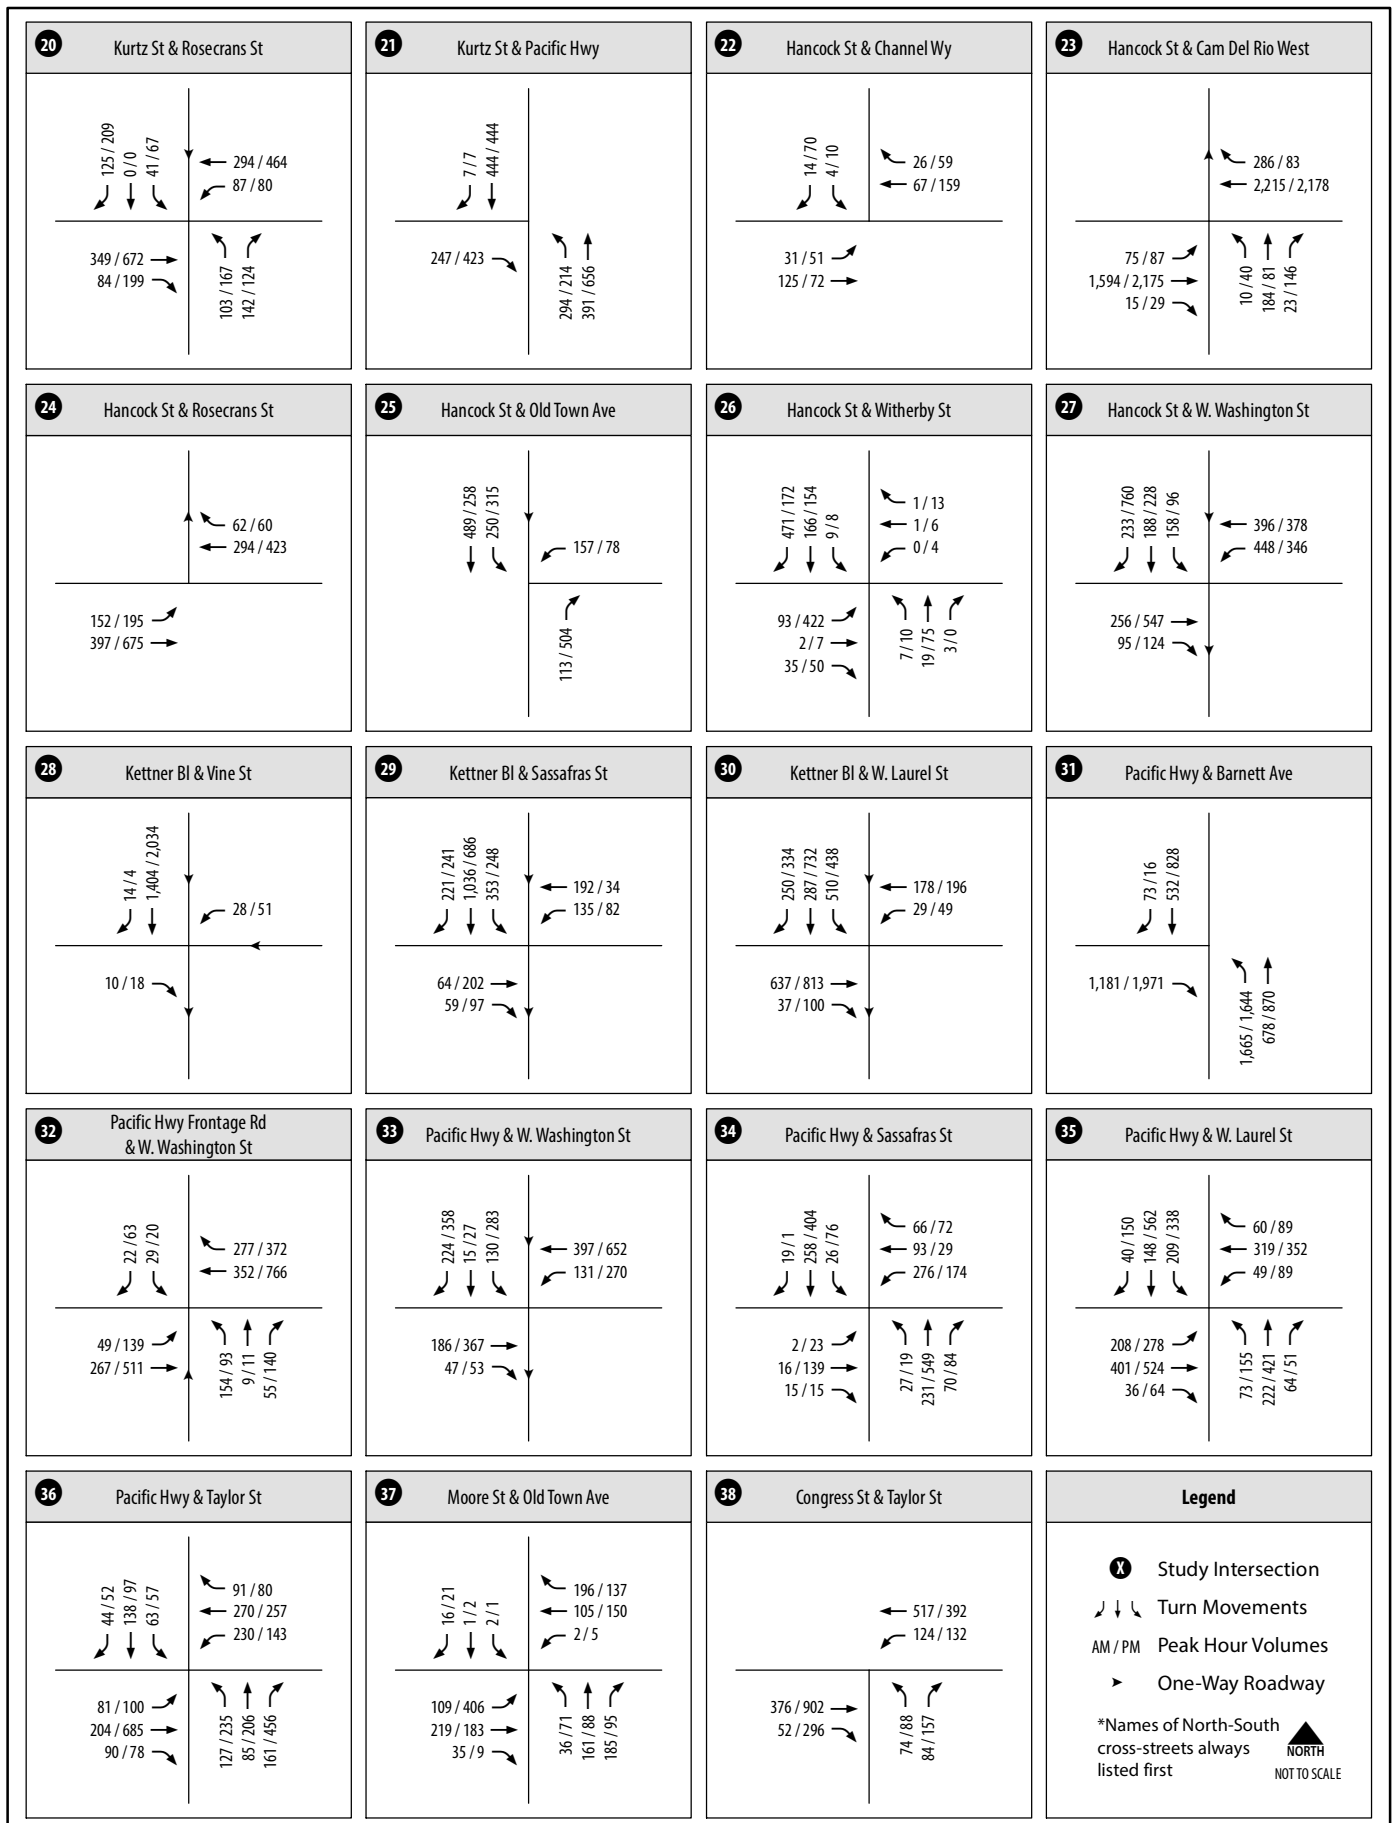 20
Kurtz St & Rosecrans St
125 / 209
0 / 0
41 / 67
294 / 464
87 / 80
349 / 672
84 / 199
103 / 167
142 / 124
21
Kurtz St & Pacific Hwy
7 / 7
444 / 444
247 / 423
294 / 214
391 / 656
22
Hancock St & Channel Wy
14 / 70
4 / 10
26 / 59
67 / 159
31 / 51
125 / 72
23
Hancock St & Cam Del Rio West
286 / 83
2,215 / 2,178
75 / 87
1,594 / 2,175
15 / 29
10 / 40
184 / 81
23 / 146
24
Hancock St & Rosecrans St
62 / 60
294 / 423
152 / 195
397 / 675
25
Hancock St & Old Town Ave
489 / 258
250 / 315
157 / 78
113 / 504
26
Hancock St & Witherby St
471 / 172
166 / 154
9 / 8
1 / 13
1 / 6
0 / 4
93 / 422
2 / 7
35 / 50
7 / 10
19 / 75
3 / 0
27
Hancock St & W. Washington St
233 / 760
188 / 228
158 / 96
396 / 378
448 / 346
256 / 547
95 / 124
28
Kettner Bl & Vine St
14 / 4
1,404 / 2,034
28 / 51
10 / 18
29
Kettner Bl & Sassafras St
221 / 241
1,036 / 686
353 / 248
192 / 34
135 / 82
64 / 202
59 / 97
30
Kettner Bl & W. Laurel St
250 / 334
287 / 732
510 / 438
178 / 196
29 / 49
637 / 813
37 / 100
31
Pacific Hwy & Barnett Ave
73 / 16
532 / 828
1,181 / 1,971
1,665 / 1,644
678 / 870
32
Pacific Hwy Frontage Rd
& W. Washington St
22 / 63
29 / 20
277 / 372
352 / 766
49 / 139
267 / 511
154 / 93
9 / 11
55 / 140
33
Pacific Hwy & W. Washington St
224 / 358
15 / 27
130 / 283
397 / 652
131 / 270
186 / 367
47 / 53
34
Pacific Hwy & Sassafras St
19 / 1
258 / 404
26 / 76
66 / 72
93 / 29
276 / 174
2 / 23
16 / 139
15 / 15
27 / 19
231 / 549
70 / 84
35
Pacific Hwy & W. Laurel St
40 / 150
148 / 562
209 / 338
60 / 89
319 / 352
49 / 89
208 / 278
401 / 524
36 / 64
73 / 155
222 / 421
64 / 51
36
Pacific Hwy & Taylor St
44 / 52
138 / 97
63 / 57
91 / 80
270 / 257
230 / 143
81 / 100
204 / 685
90 / 78
127 / 235
85 / 206
161 / 456
37
Moore St & Old Town Ave
16 / 21
1 / 2
2 / 1
196 / 137
105 / 150
2 / 5
109 / 406
219 / 183
35 / 9
36 / 71
161 / 88
185 / 95
38
Congress St & Taylor St
517 / 392
124 / 132
376 / 902
52 / 296
74 / 88
84 / 157
Legend
X Study Intersection
Turn Movements
AM / PM Peak Hour Volumes
One-Way Roadway
*Names of North-South
cross-streets always
listed first
NORTH
NOT TO SCALE